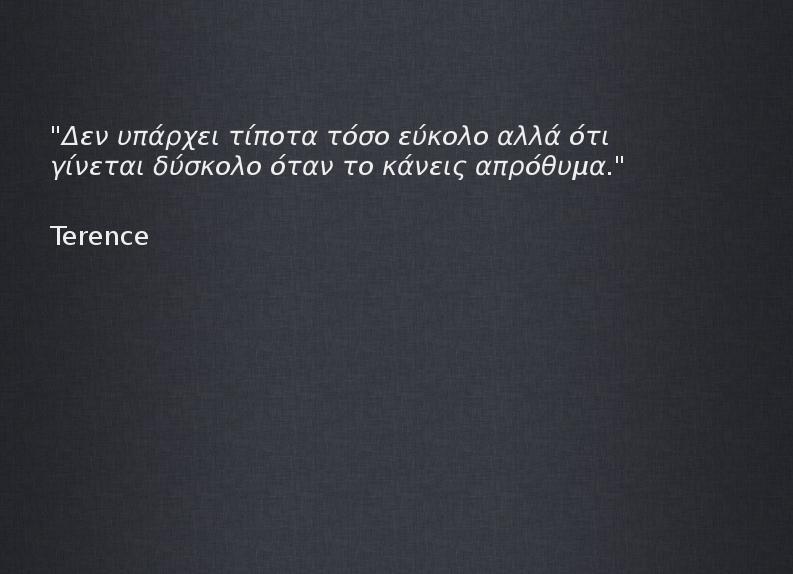 "Δεν υπάρχει τίποτα τόσο εύκολο αλλά ότι
γίνεται δύσκολο όταν το κάνεις απρόθυμα."
Terence